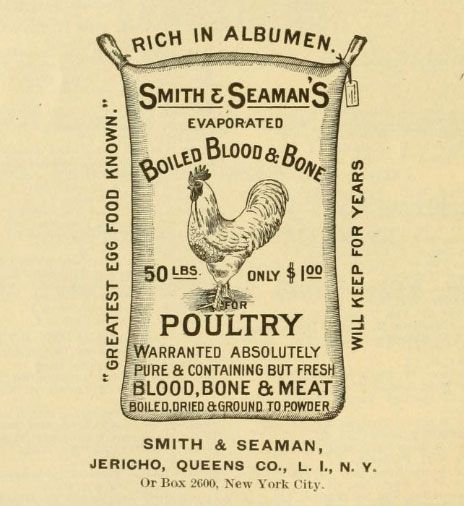 RICH IN ALBUMEN.
"GREATEST EGG FOOD KNOWN."
SMITH & SEAMAN'S
EVAPORATED
BOILED BLOOD & BONE
50 LBS. ONLY $1.00
FOR
POULTRY
WARRANTED ABSOLUTELY
PURE & CONTAINING BUT FRESH
BLOOD, BONE & MEAT
BOILED, DRIED & GROUND TO POWDER
WILL KEEP FOR YEARS
SMITH & SEAMAN,
JERICHO, QUEENS CO., L. I., N. Y.
Or Box 2600, New York City.